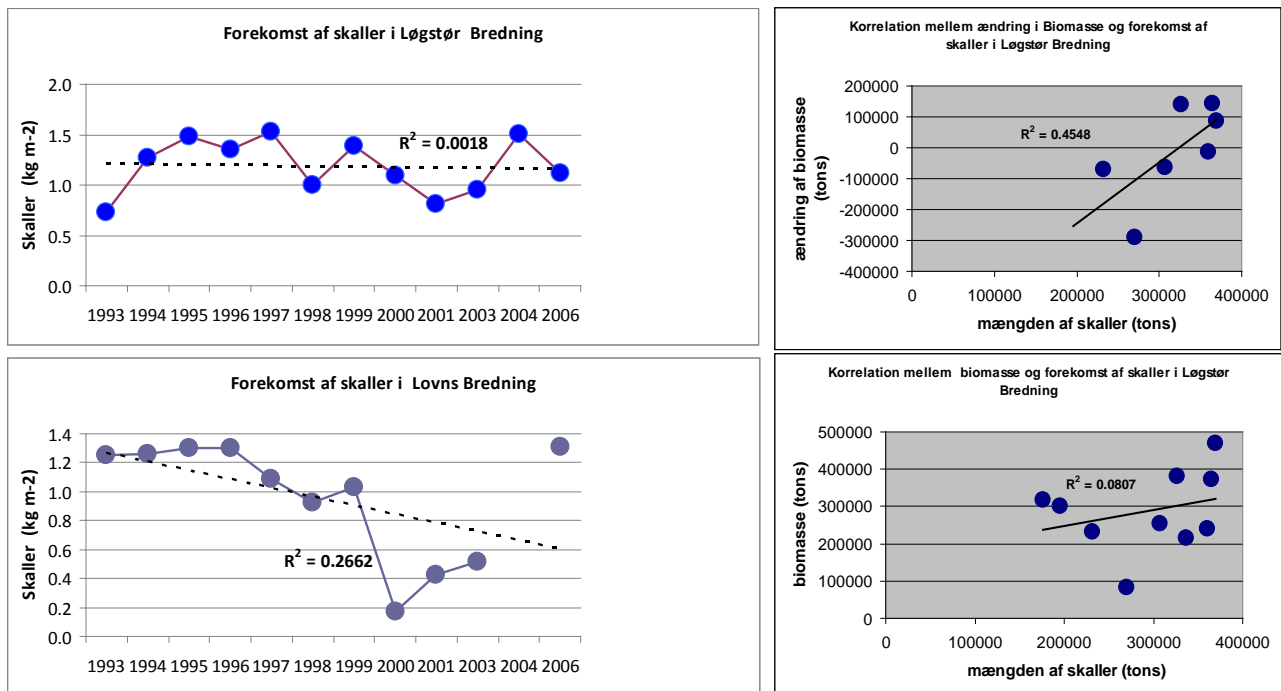 Forekomst af skaller i Løgstør Bredning
Skaller (kg m-2)
2.0
1.5
1.0
0.5
0.0
R² = 0.0018
1993 1994 1995 1996 1997 1998 1999 2000 2001 2003 2004 2006
Korrelation mellem ændring i Biomasse og forekomst af
skaller i Løgstør Bredning
ændring af biomasse
(tons)
200000
100000
0
-100000
-200000
-300000
-400000
R² = 0.4548
0 100000 200000 300000 400000
mængden af skaller (tons)
Forekomst af skaller i Lovns Bredning
Skaller (kg m-2)
1.4
1.2
1.0
0.8
0.6
0.4
0.2
0.0
R² = 0.2662
1993 1994 1995 1996 1997 1998 1999 2000 2001 2003 2004 2006
Korrelation mellem biomasse og forekomst af skaller i Løgstør
Bredning
biomasse (tons)
500000
400000
300000
200000
100000
0
R² = 0.0807
0 100000 200000 300000 400000
mængden af skaller (tons)